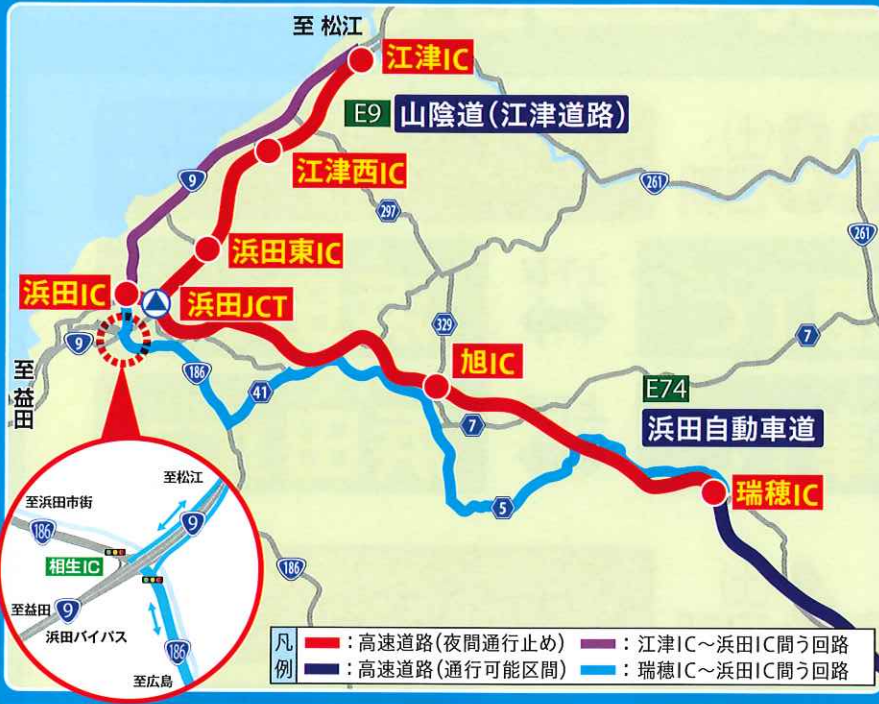 至 松江
江津IC
E9 山陰道(江津道路)
江津西IC
9
261
297
261
浜田東IC
浜田IC
浜田JCT
329
9
7
至 益田
186
旭IC
41
E74
7
浜田自動車道
瑞穂IC
5
至松江
至浜田市街
9
186
相生IC
186
至益田
9
浜田バイパス
186
至広島
凡例
:高速道路(夜間通行止め)
:江津IC~浜田IC間う回路
:高速道路(通行可能区間)
:瑞穂IC~浜田IC間う回路